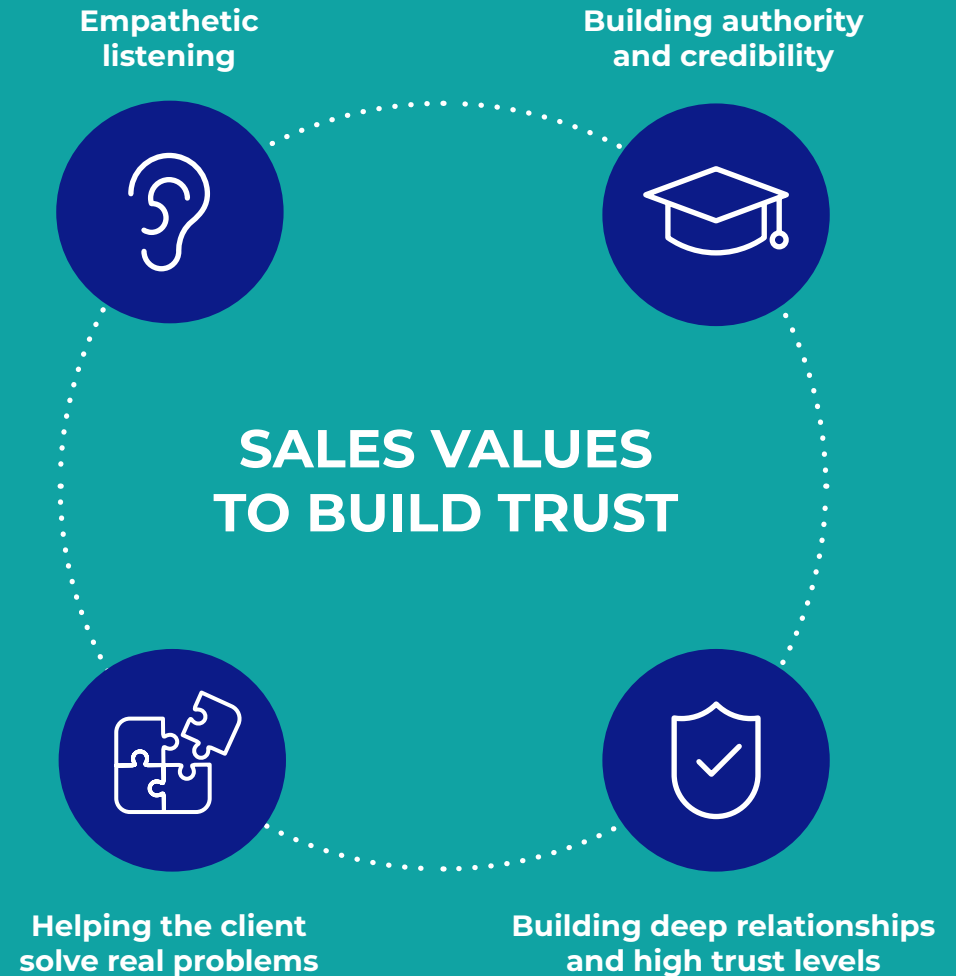 Empathetic
listening
Building authority
and credibility
SALES VALUES
TO BUILD TRUST
Helping the client
solve real problems
Building deep relationships
and high trust levels